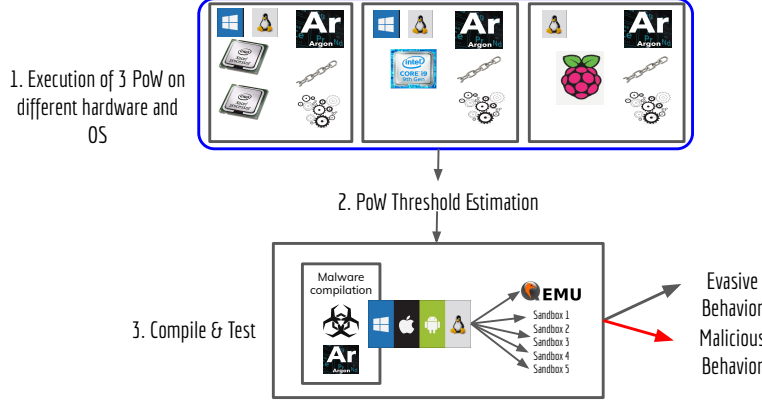 Ar
Argon
Ar
Argon
Ar
Argon
intel
CORE i9
9th Gen
1. Execution of 3 PoW on
different hardware and
OS
2. PoW Threshold Estimation
Malware
compilation
Ar
Argon
EMU
Sandbox 1
Sandbox 2
Sandbox 3
Sandbox 4
Sandbox 5
3. Compile & Test
Evasive
Behavior
Malicious
Behavior